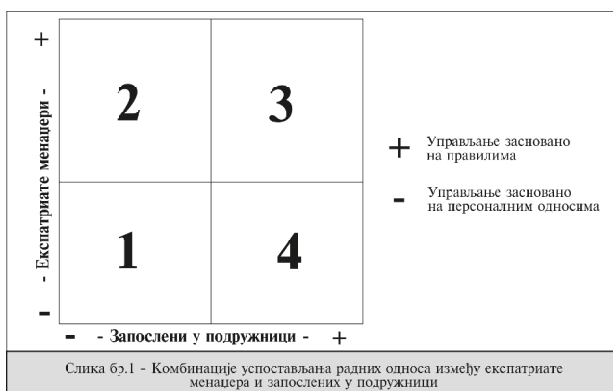 +
2
3
- Експатриате менаџери -
+ Управљање засновано
на правилима
- Управљање засновано
на персоналним односима
1
4
-
- - Запослени у подружници - +
Слика бр.1 - Комбинације успостављана радних односа између експатриате
менаџера и запослених у подружници